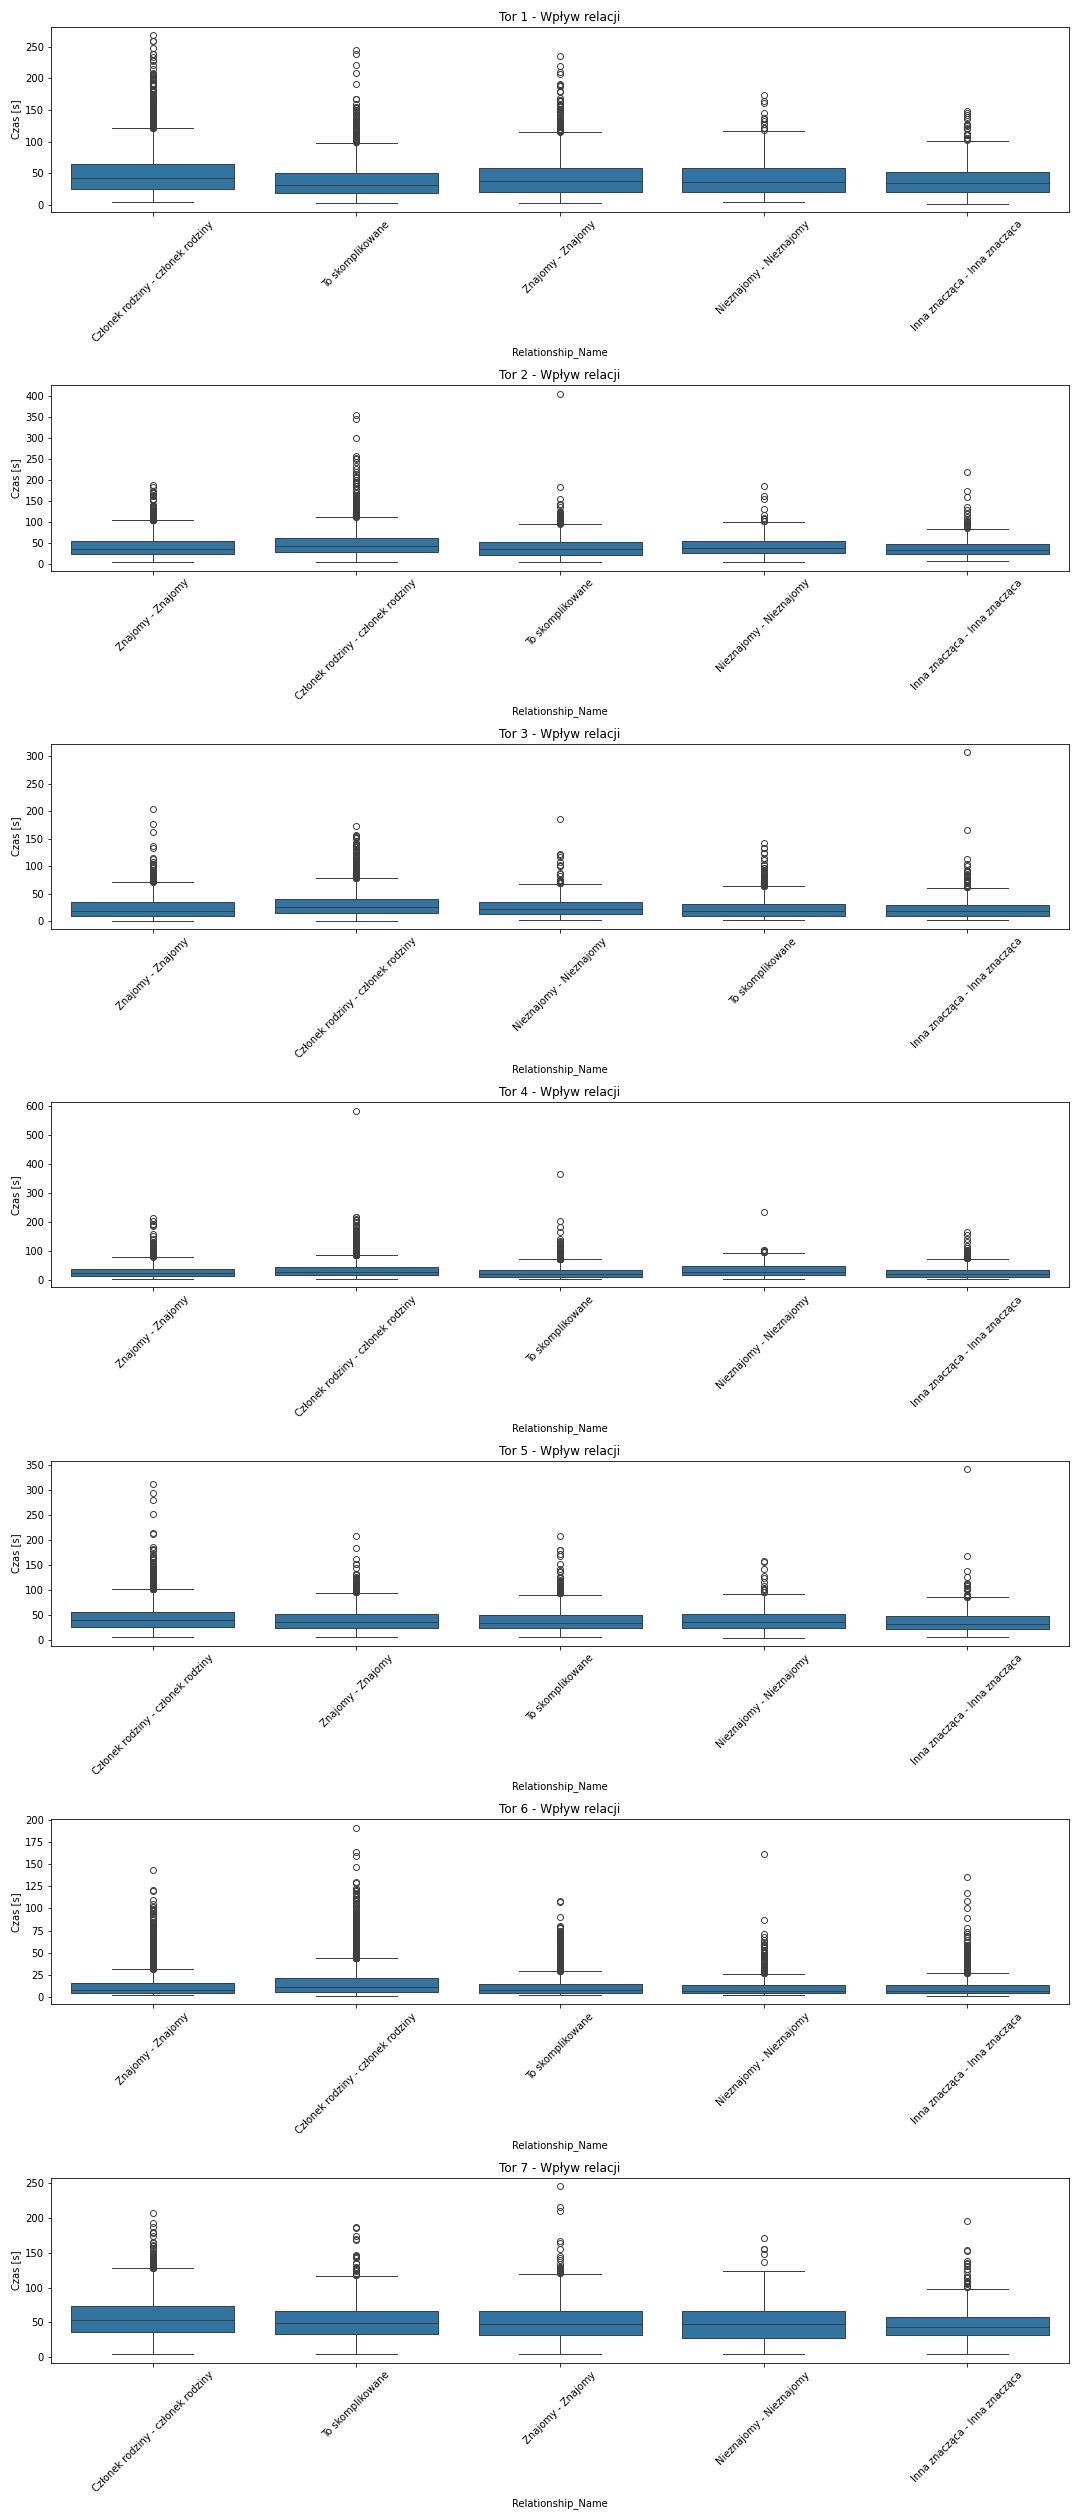 Tor 1 - Wpływ relacji
250
200
150
100
50
0
Czas [s]
Członek rodziny - członek rodziny
To skomplikowane
Znajomy - Znajomy
Nieznajomy - Nieznajomy
Inna znacząca - Inna znacząca
Relationship_Name
Tor 2 - Wpływ relacji
400
350
300
250
200
150
100
50
0
Czas [s]
Znajomy - Znajomy
Członek rodziny - członek rodziny
To skomplikowane
Nieznajomy - Nieznajomy
Inna znacząca - Inna znacząca
Relationship_Name
Tor 3 - Wpływ relacji
300
250
200
150
100
50
0
Czas [s]
Znajomy - Znajomy
Członek rodziny - członek rodziny
Nieznajomy - Nieznajomy
To skomplikowane
Inna znacząca - Inna znacząca
Relationship_Name
Tor 4 - Wpływ relacji
600
500
400
300
200
100
0
Czas [s]
Znajomy - Znajomy
Członek rodziny - członek rodziny
To skomplikowane
Nieznajomy - Nieznajomy
Inna znacząca - Inna znacząca
Relationship_Name
Tor 5 - Wpływ relacji
350
300
250
200
150
100
50
0
Czas [s]
Członek rodziny - członek rodziny
Znajomy - Znajomy
To skomplikowane
Nieznajomy - Nieznajomy
Inna znacząca - Inna znacząca
Relationship_Name
Tor 6 - Wpływ relacji
200
175
150
125
100
75
50
25
0
Czas [s]
Znajomy - Znajomy
Członek rodziny - członek rodziny
To skomplikowane
Nieznajomy - Nieznajomy
Inna znacząca - Inna znacząca
Relationship_Name
Tor 7 - Wpływ relacji
250
200
150
100
50
0
Czas [s]
Członek rodziny - członek rodziny
To skomplikowane
Znajomy - Znajomy
Nieznajomy - Nieznajomy
Inna znacząca - Inna znacząca
Relationship_Name